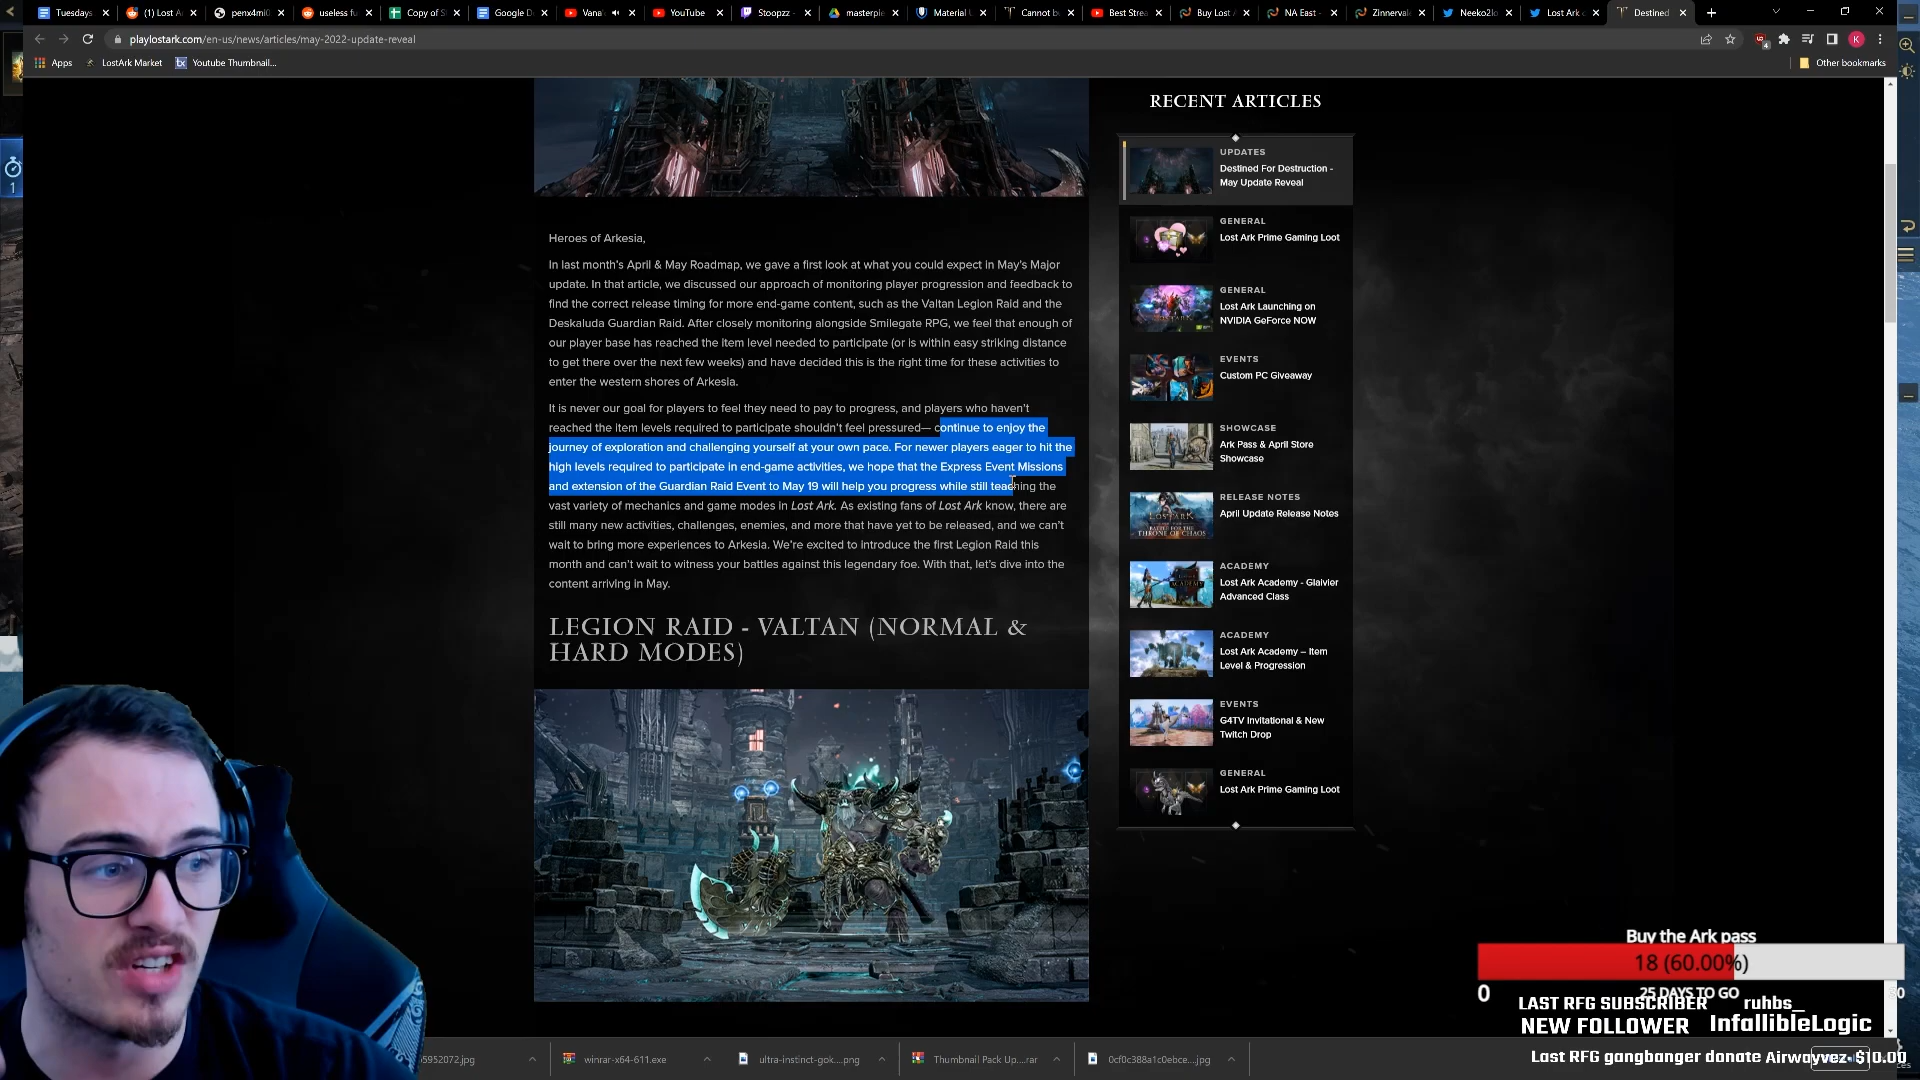 Tuesdays
(1) Lost A
penx4mi0
useless fu
Copy of S
Google D
Vana'
YouTube
Stoopzz -
masterple
Material
Cannot b
Best Stre
Buy Lost
NA East -
Zinnerval
Neeko2lo
Lost Ark
Destined
playlostark.com/en-us/news/articles/may-2022-update-reveal
Apps
LostArk Market
Youtube Thumbnail...
Other bookmarks
Heroes of Arkesia,
In last month's April & May Roadmap, we gave a first look at what you could expect in May's Major
update. In that article, we discussed our approach of monitoring player progression and feedback to
find the correct release timing for more end-game content, such as the Valtan Legion Raid and the
Deskaluda Guardian Raid. After closely monitoring alongside Smilegate RPG, we feel that enough of
our player base has reached the item level needed to participate (or is within easy striking distance
to get there over the next few weeks) and have decided this is the right time for these activities to
enter the western shores of Arkesia.
It is never our goal for players to feel they need to pay to progress, and players who haven't
reached the item levels required to participate shouldn't feel pressured— continue to enjoy the
journey of exploration and challenging yourself at your own pace. For newer players eager to hit the
high levels required to participate in end-game activities, we hope that the Express Event Missions
and extension of the Guardian Raid Event to May 19 will help you progress while still teaching the
vast variety of mechanics and game modes in Lost Ark. As existing fans of Lost Ark know, there are
still many new activities, challenges, enemies, and more that have yet to be released, and we can't
wait to bring more experiences to Arkesia. We're excited to introduce the first Legion Raid this
month and can't wait to witness your battles against this legendary foe. With that, let's dive into the
content arriving in May.
LEGION RAID - VALTAN (NORMAL &
HARD MODES)
RECENT ARTICLES
UPDATES
Destined For Destruction -
May Update Reveal
GENERAL
Lost Ark Prime Gaming Loot
GENERAL
Lost Ark Launching on
NVIDIA GeForce NOW
EVENTS
Custom PC Giveaway
SHOWCASE
Ark Pass & April Store
Showcase
RELEASE NOTES
April Update Release Notes
ACADEMY
Lost Ark Academy - Glaivier
Advanced Class
ACADEMY
Lost Ark Academy – Item
Level & Progression
EVENTS
G4TV Invitational & New
Twitch Drop
GENERAL
Lost Ark Prime Gaming Loot
1
Buy the Ark pass
18 (60.00%)
0
25 DAYS TO GO
LAST RFG SUBSCRIBER ruhbs_
NEW FOLLOWER InfallibleLogic
Last RFG gangbanger donate Airwayvez-$10.00
5952072.jpg
winrar-x64-611.exe
ultra-instinct-gok....png
Thumbnail Pack Up....rar
0cf0c388a1c0ebce...jpg